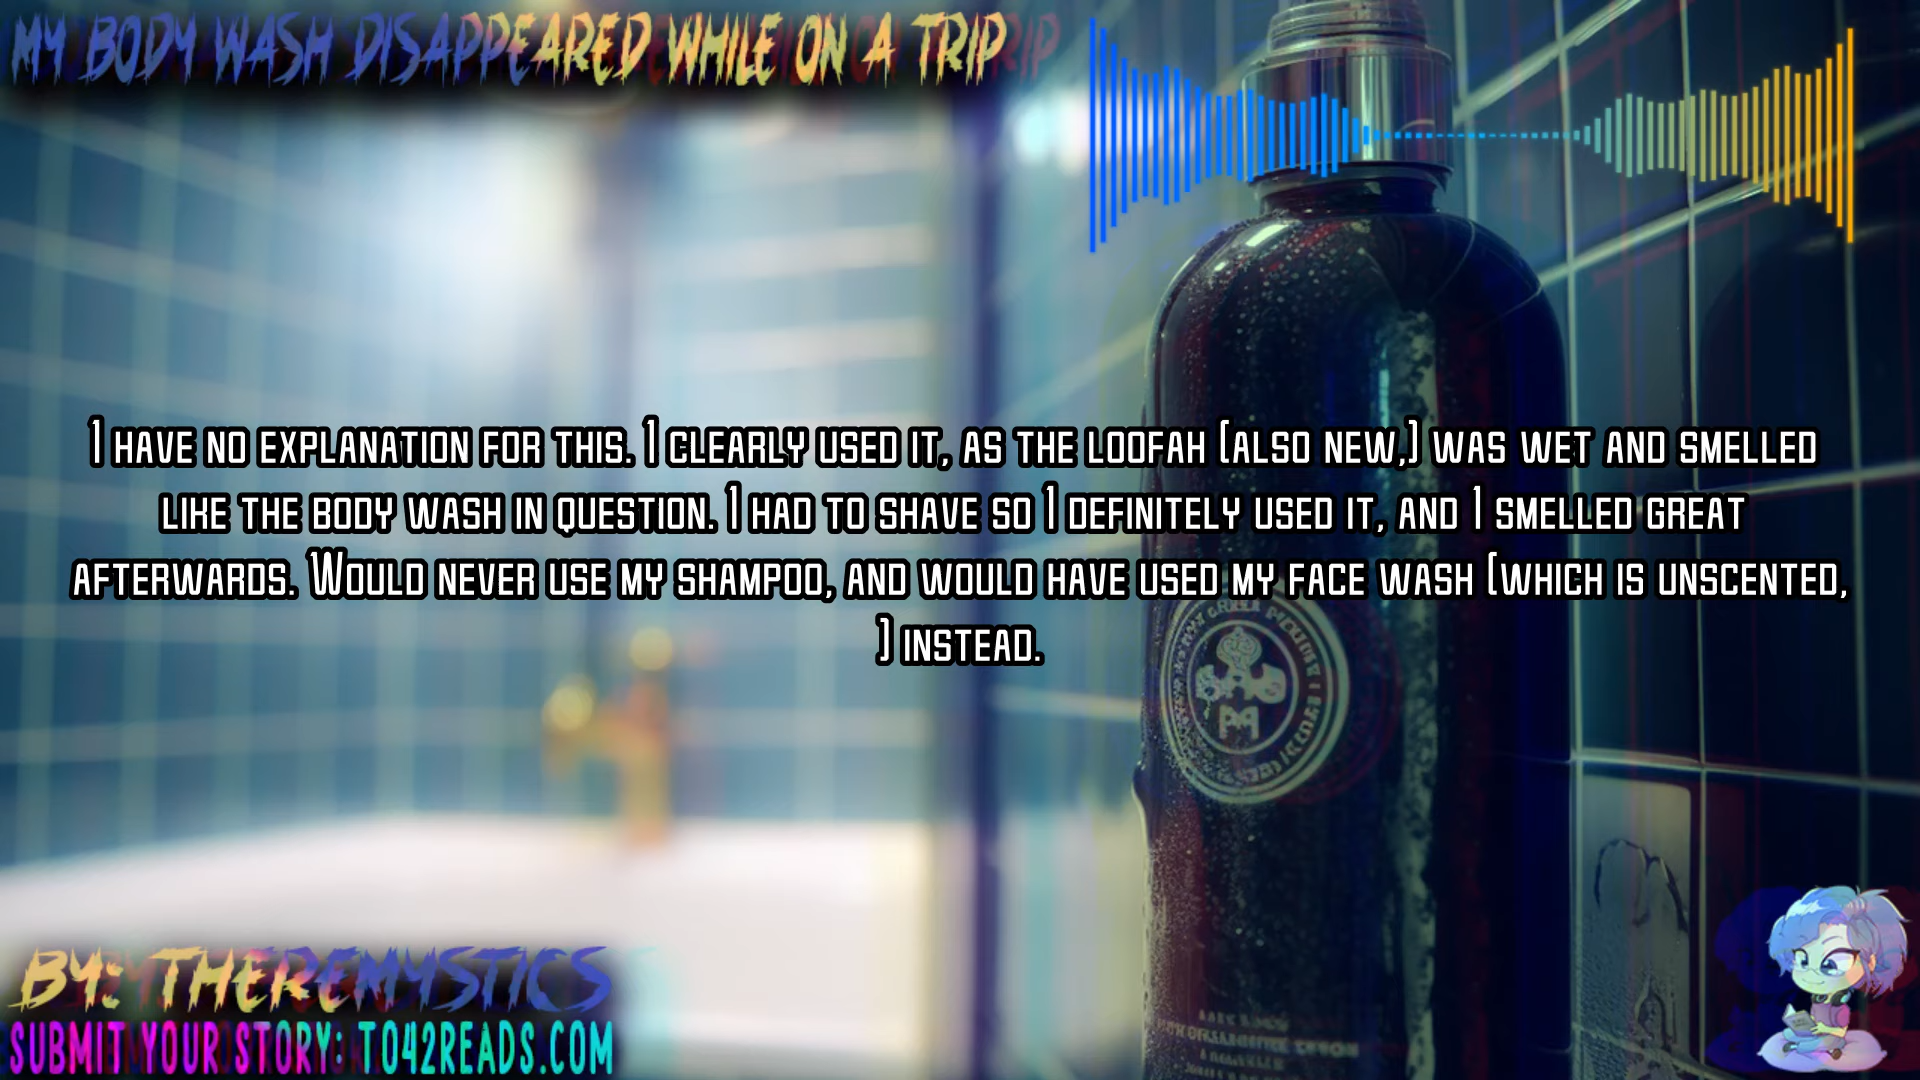 MY BODY WASH DISAPPEARED WHILE ON A TRIP
I HAVE NO EXPLANATION FOR THIS. I CLEARLY USED IT, AS THE LOOFAH (ALSO NEW,) WAS WET AND SMELLED
LIKE THE BODY WASH IN QUESTION. I HAD TO SHAVE SO I DEFINITELY USED IT, AND I SMELLED GREAT
AFTERWARDS. WOULD NEVER USE MY SHAMPOO, AND WOULD HAVE USED MY FACE WASH (WHICH IS UNSCENTED,
) INSTEAD.
BY: THEREMYSTICS
SUBMIT YOUR STORY: TO42READS.COM